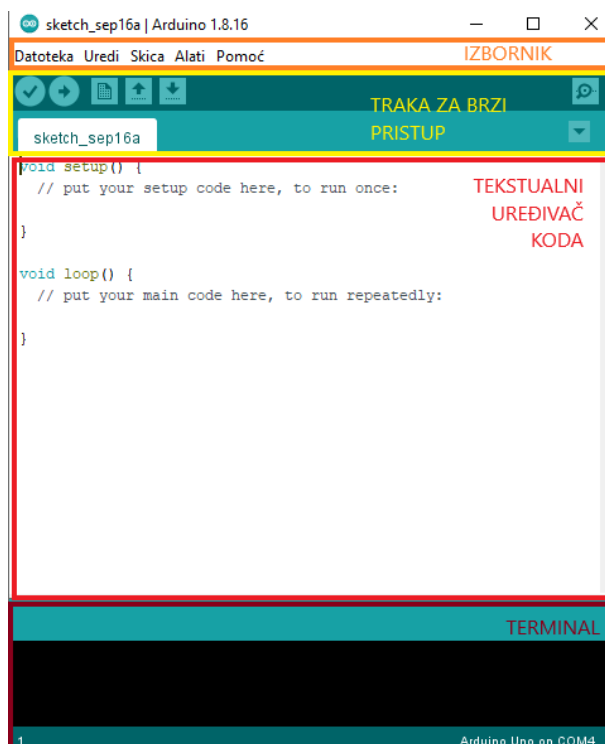 sketch_sep16a | Arduino 1.8.16
Datoteka Uredi Skica Alati Pomoć
IZBORNIK
TRAKA ZA BRZI
PRISTUP
sketch_sep16a
void setup() {
// put your setup code here, to run once:
}
void loop() {
// put your main code here, to run repeatedly:
}
TEKSTUALNI
UREĐIVAČ
KODA
TERMINAL
1
Arduino Uno on COM4